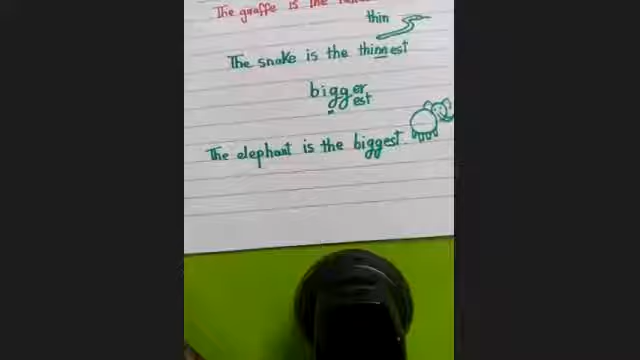 The giraffe is the
thin
The snake is the thinnest
bigger
est
The elephant is the biggest.